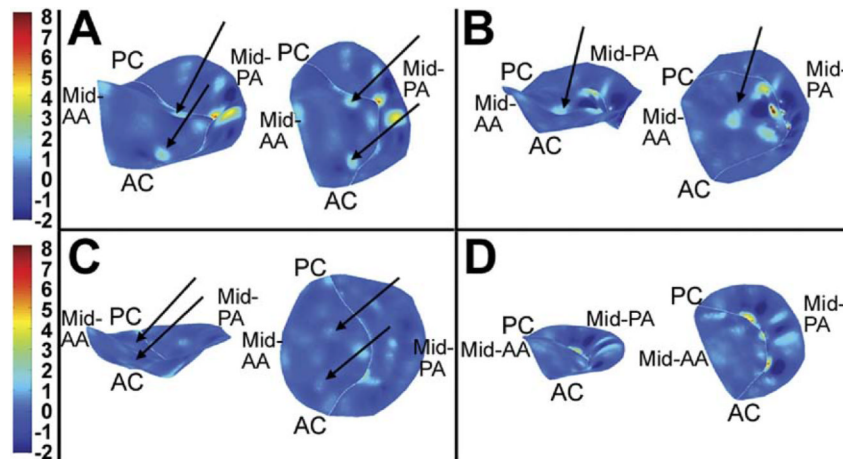 8
7
6
5
4
3
2
1
0
-1
-2
A
PC
Mid-
PA
Mid-
AA
AC
PC
Mid-
PA
Mid-
AA
AC
B
PC
Mid-PA
Mid-
AA
AC
PC
Mid-
PA
Mid-
AA
AC
8
7
6
5
4
3
2
1
0
-1
-2
C
Mid-
AA
PC
Mid-
PA
AC
PC
Mid-
AA
Mid-
PA
AC
D
PC
Mid-PA
Mid-AA
AC
PC
Mid-
PA
Mid-AA
AC